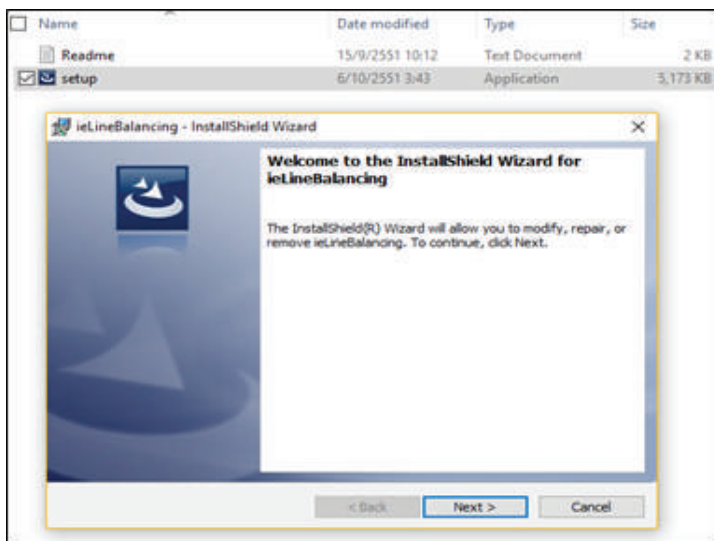 Name Date modified Type Size
Readme 15/9/2551 10:12 Text Document 2 KB
setup 6/10/2551 3:43 Application 5,173 KB
ieLineBalancing - InstallShield Wizard
Welcome to the InstallShield Wizard for
ieLineBalancing
The InstallShield(R) Wizard will allow you to modify, repair, or
remove ieLineBalancing. To continue, click Next.
< Back Next > Cancel